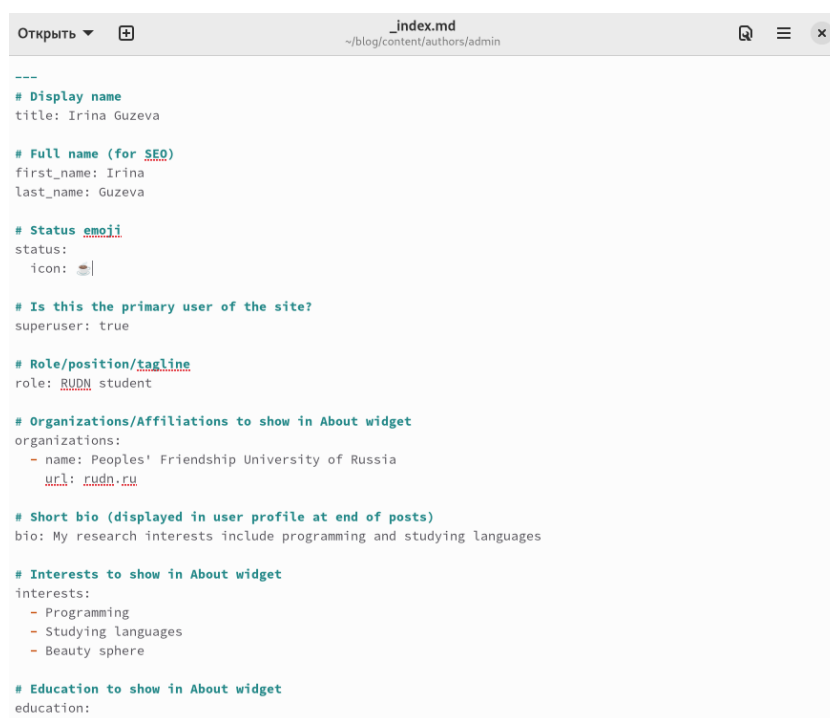 Открыть
_index.md
~/blog/content/authors/admin
---
# Display name
title: Irina Guzeva
# Full name (for SEO)
first_name: Irina
last_name: Guzeva
# Status emoji
status:
  icon: ☕
# Is this the primary user of the site?
superuser: true
# Role/position/tagline
role: RUDN student
# Organizations/Affiliations to show in About widget
organizations:
  - name: Peoples' Friendship University of Russia
    url: rudn.ru
# Short bio (displayed in user profile at end of posts)
bio: My research interests include programming and studying languages
# Interests to show in About widget
interests:
  - Programming
  - Studying languages
  - Beauty sphere
# Education to show in About widget
education: